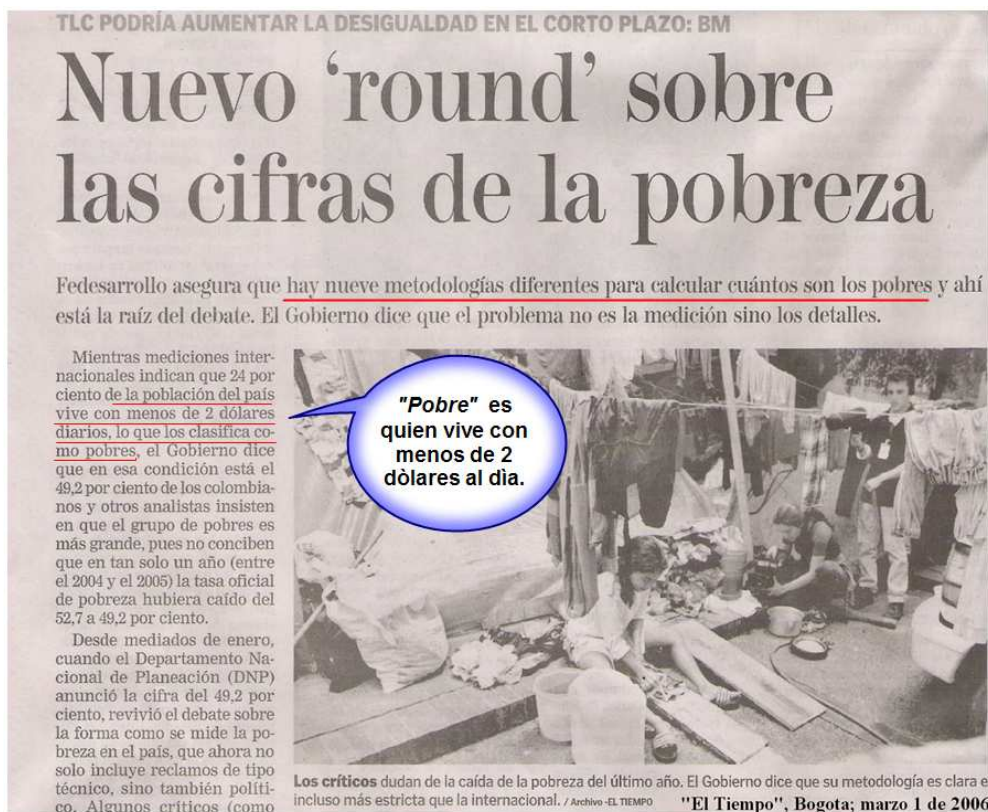 TLC PODRÍA AUMENTAR LA DESIGUALDAD EN EL CORTO PLAZO: BM
Nuevo ‘round’ sobre
las cifras de la pobreza
Fedesarrollo asegura que hay nueve metodologías diferentes para calcular cuántos son los pobres y ahí
está la raíz del debate. El Gobierno dice que el problema no es la medición sino los detalles.
Mientras mediciones inter-
nacionales indican que 24 por
ciento de la población del país
vive con menos de 2 dólares
diarios, lo que los clasifica co-
mo pobres, el Gobierno dice
que en esa condición está el
49,2 por ciento de los colombia-
nos y otros analistas insisten
en que el grupo de pobres es
más grande, pues no conciben
que en tan solo un año (entre
el 2004 y el 2005) la tasa oficial
de pobreza hubiera caído del
52,7 a 49,2 por ciento.
Desde mediados de enero,
cuando el Departamento Na-
cional de Planeación (DNP)
anunció la cifra del 49,2 por
ciento, revivió el debate sobre
la forma como se mide la po-
breza en el país, que ahora no
solo incluye reclamos de tipo
técnico, sino también políti-
co. Algunos críticos (como
"Pobre" es
quien vive con
menos de 2
dòlares al dìa.
Los críticos dudan de la caída de la pobreza del último año. El Gobierno dice que su metodología es clara e
incluso más estricta que la internacional. / Archivo -EL TIEMPO
"El Tiempo", Bogota; marzo 1 de 2006